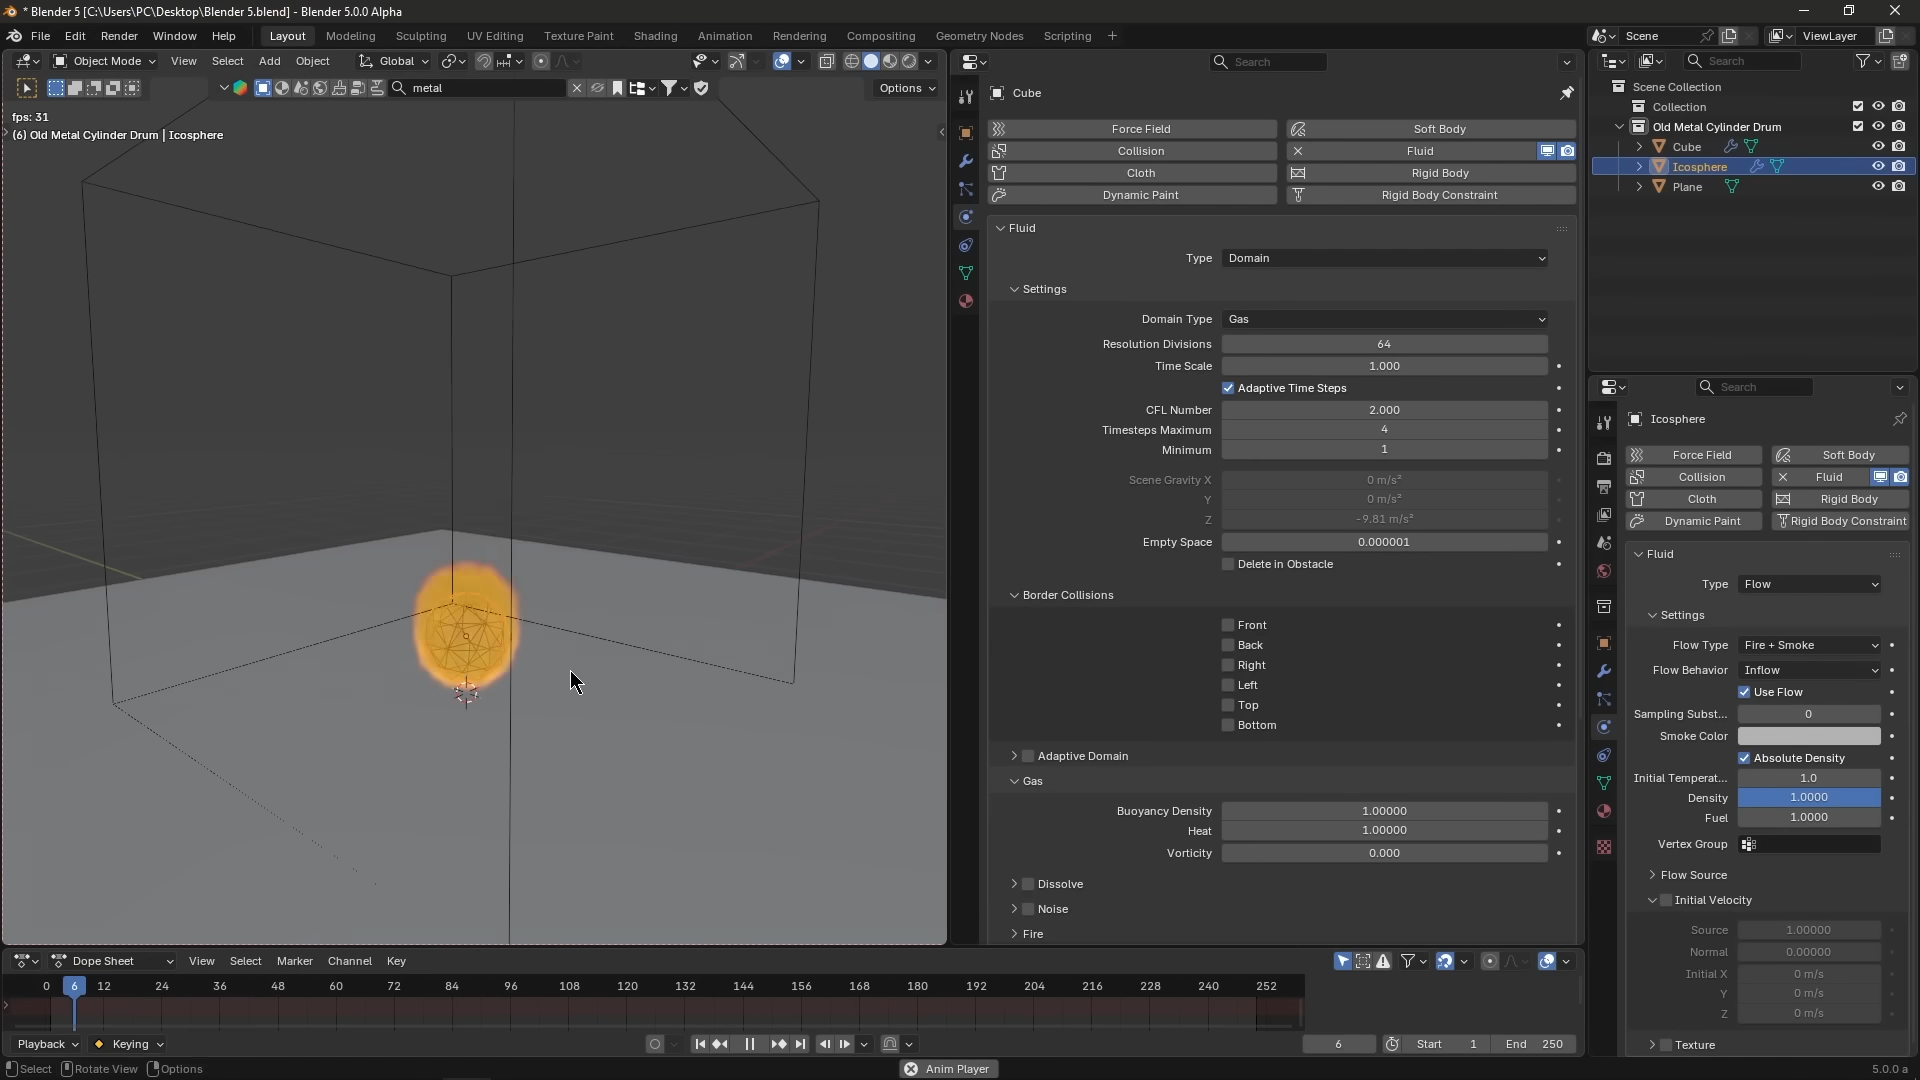 * Blender 5 [C:\Users\PC\Desktop\Blender 5.blend] - Blender 5.0.0 Alpha
File Edit Render Window Help Layout Modeling Sculpting UV Editing Texture Paint Shading Animation Rendering Compositing Geometry Nodes Scripting + Scene ViewLayer
Object Mode View Select Add Object Global
metal Options
fps: 31
(6) Old Metal Cylinder Drum | Icosphere
Search
Cube
Force Field Soft Body
Collision Fluid
Cloth Rigid Body
Dynamic Paint Rigid Body Constraint
Fluid
Type Domain
Settings
Domain Type Gas
Resolution Divisions 64
Time Scale 1.000
Adaptive Time Steps
CFL Number 2.000
Timesteps Maximum 4
Minimum 1
Scene Gravity X 0 m/s²
Y 0 m/s²
Z -9.81 m/s²
Empty Space 0.000001
Delete in Obstacle
Border Collisions
Front
Back
Right
Left
Top
Bottom
Adaptive Domain
Gas
Buoyancy Density 1.00000
Heat 1.00000
Vorticity 0.000
Dissolve
Noise
Fire
Search
Scene Collection
Collection
Old Metal Cylinder Drum
Cube
Icosphere
Plane
Search
Icosphere
Force Field Soft Body
Collision Fluid
Cloth Rigid Body
Dynamic Paint Rigid Body Constraint
Fluid
Type Flow
Settings
Flow Type Fire + Smoke
Flow Behavior Inflow
Use Flow
Sampling Subst... 0
Smoke Color
Absolute Density
Initial Temperat... 1.0
Density 1.0000
Fuel 1.0000
Vertex Group
Flow Source
Initial Velocity
Source 1.00000
Normal 0.00000
Initial X 0 m/s
Y 0 m/s
Z 0 m/s
Texture
Dope Sheet View Select Marker Channel Key
0 6 12 24 36 48 60 72 84 96 108 120 132 144 156 168 180 192 204 216 228 240 252
Playback Keying 6 Start 1 End 250
Select Rotate View Options Anim Player 5.0.0 a